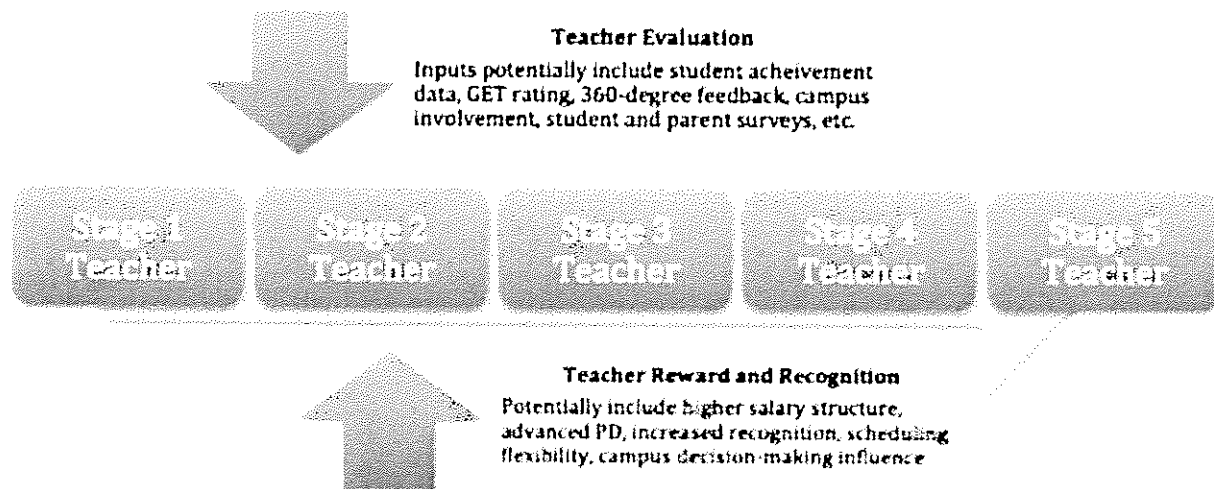 Teacher Evaluation
Inputs potentially include student acheivement
data, GET rating, 360-degree feedback, campus
involvement, student and parent surveys, etc.
Stage 1
Teacher
Stage 2
Teacher
Stage 3
Teacher
Stage 4
Teacher
Stage 5
Teacher
Teacher Reward and Recognition
Potentially include higher salary structure,
advanced PD, increased recognition, scheduling
flexibility, campus decision-making influence